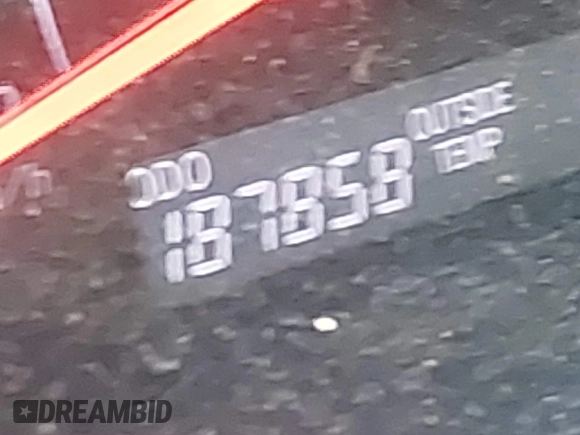 ODO
187858
OUTSIDE
TEMP
DREAMBID